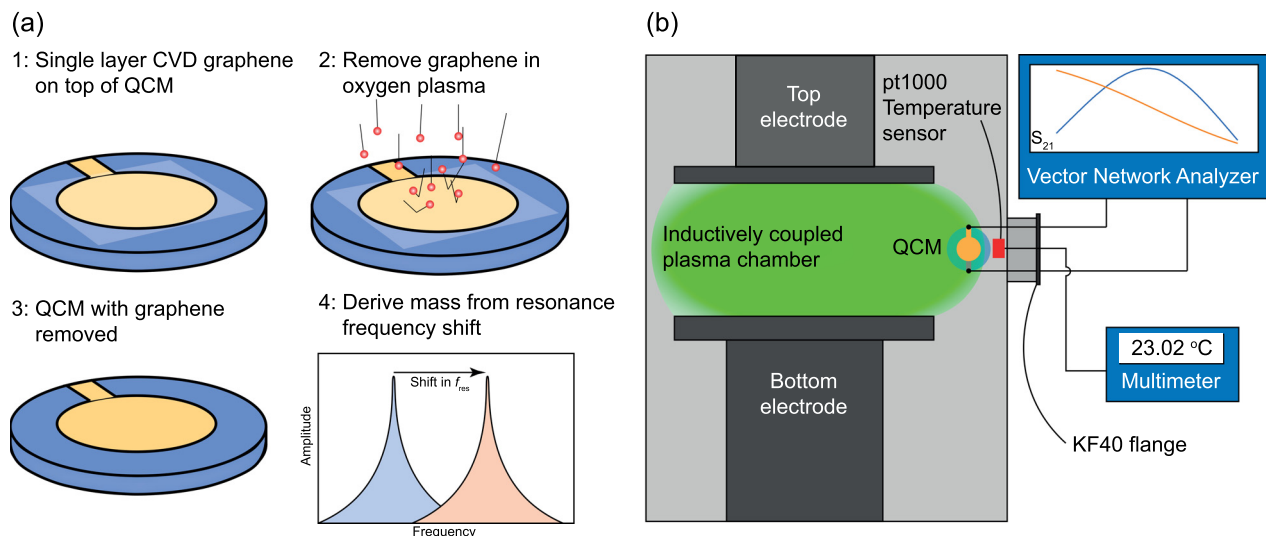 (a)
1: Single layer CVD graphene
on top of QCM
2: Remove graphene in
oxygen plasma
3: QCM with graphene
removed
4: Derive mass from resonance
frequency shift
Shift in fres
Amplitude
Frequency
(b)
Top
electrode
pt1000
Temperature
sensor
S21
Vector Network Analyzer
Inductively coupled
plasma chamber
QCM
Bottom
electrode
23.02 °C
Multimeter
KF40 flange